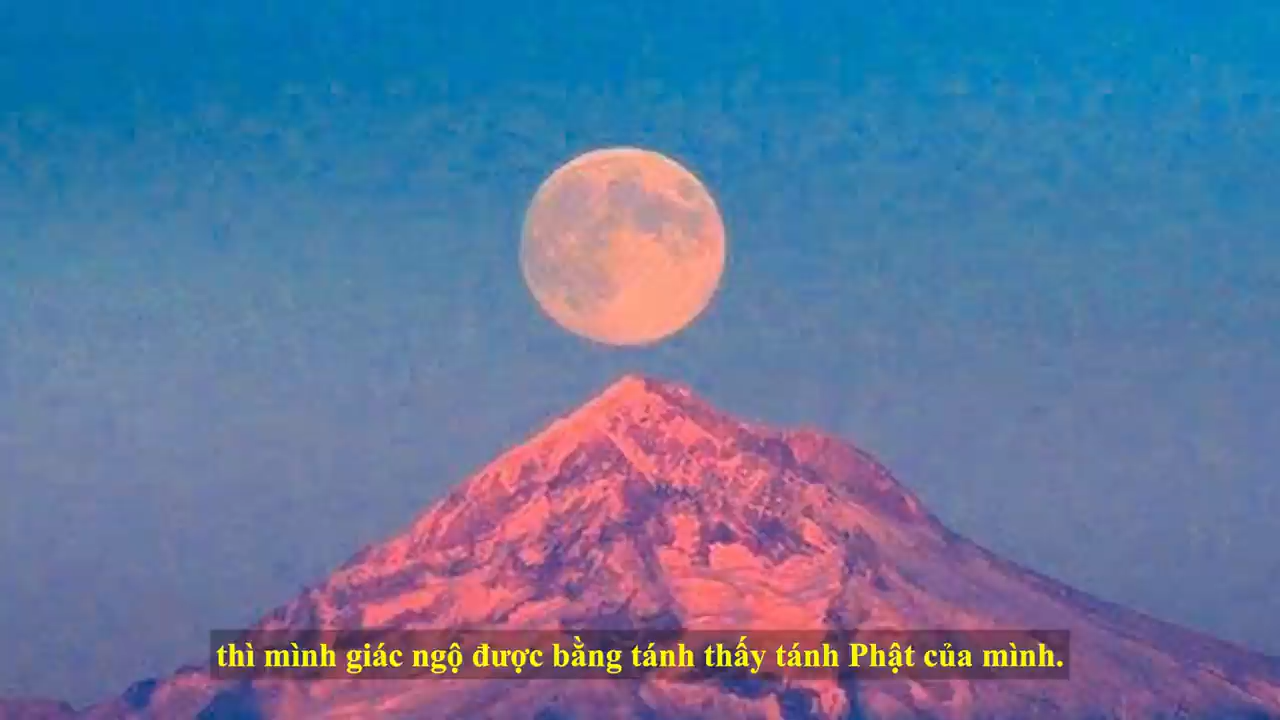 thì mình giác ngộ được bằng tánh thấy tánh Phật của mình.